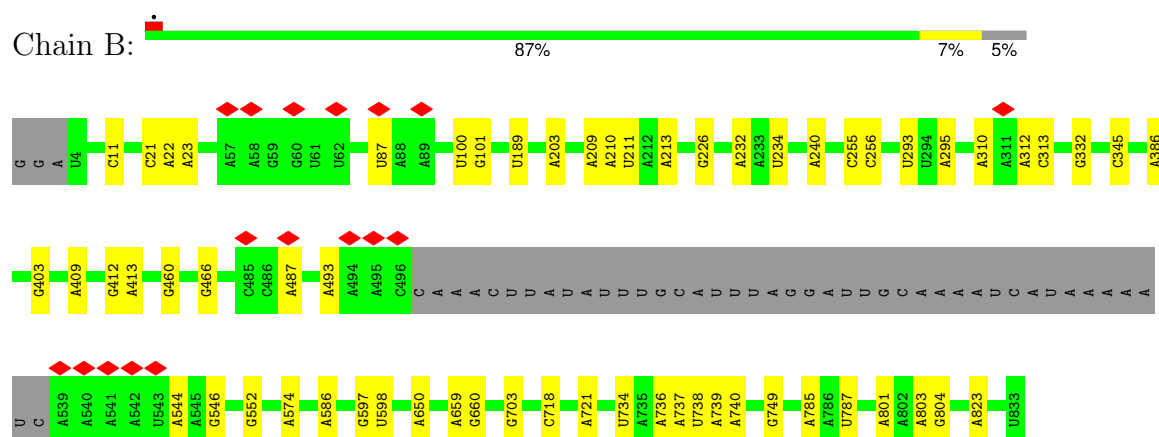 Chain B:
87% 7% 5%
G G A U4 C11 C21 A22 A23 A57 A58 G59 G60 U61 U62 U87 A88 A89 U100 G101 U189 A203 A209 A210 U211 A212 A213 G226 A232 A233 U234 A240 C255 C256 U293 U294 A295 A310 A311 A312 C313 G332 C345 A386
G403 A409 G412 A413 G460 G466 C485 C486 A487 A493 A494 A495 C496 C A A A C U U A U A U U U G C A U U U A G G A U U G C A A A A U C A U A A A A A
U C A539 A540 A541 A542 U543 A544 A545 G546 G552 A574 A586 G597 U598 A650 A659 G660 G703 C718 A721 U734 A735 A736 A737 U738 A739 A740 G749 A785 A786 U787 A801 A802 A803 G804 A823 U833